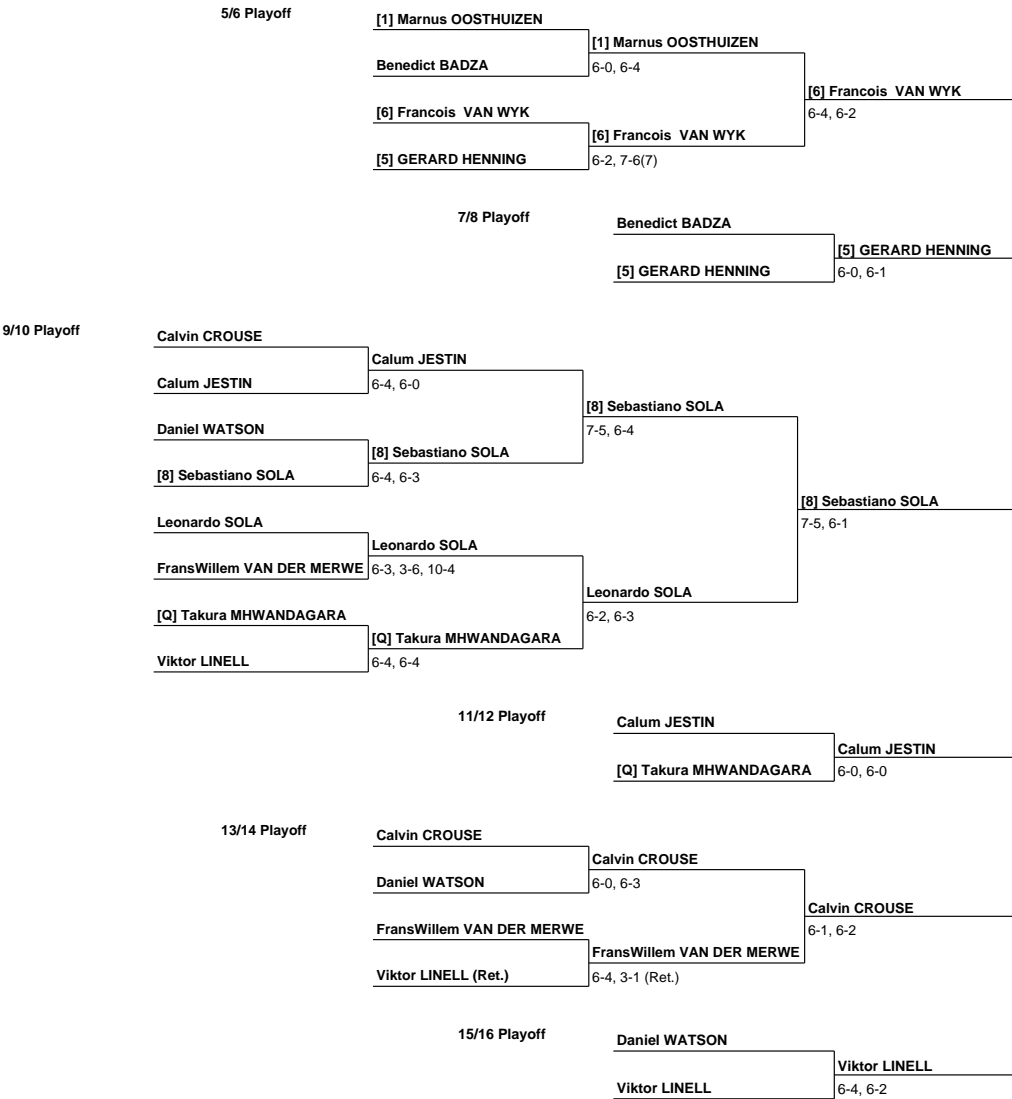 5/6 Playoff
[1] Marnus OOSTHUIZEN
[1] Marnus OOSTHUIZEN
Benedict BADZA
6-0, 6-4
[6] Francois  VAN WYK
6-4, 6-2
[6] Francois  VAN WYK
[6] Francois  VAN WYK
[5] GERARD HENNING
6-2, 7-6(7)
7/8 Playoff
Benedict BADZA
[5] GERARD HENNING
[5] GERARD HENNING
6-0, 6-1
9/10 Playoff
Calvin CROUSE
Calum JESTIN
Calum JESTIN
6-4, 6-0
[8] Sebastiano SOLA
7-5, 6-4
Daniel WATSON
[8] Sebastiano SOLA
[8] Sebastiano SOLA
6-4, 6-3
[8] Sebastiano SOLA
7-5, 6-1
Leonardo SOLA
Leonardo SOLA
FransWillem VAN DER MERWE
6-3, 3-6, 10-4
Leonardo SOLA
6-2, 6-3
[Q] Takura MHWANDAGARA
[Q] Takura MHWANDAGARA
Viktor LINELL
6-4, 6-4
11/12 Playoff
Calum JESTIN
Calum JESTIN
[Q] Takura MHWANDAGARA
6-0, 6-0
13/14 Playoff
Calvin CROUSE
Calvin CROUSE
Daniel WATSON
6-0, 6-3
Calvin CROUSE
6-1, 6-2
FransWillem VAN DER MERWE
FransWillem VAN DER MERWE
Viktor LINELL (Ret.)
6-4, 3-1 (Ret.)
15/16 Playoff
Daniel WATSON
Viktor LINELL
Viktor LINELL
6-4, 6-2